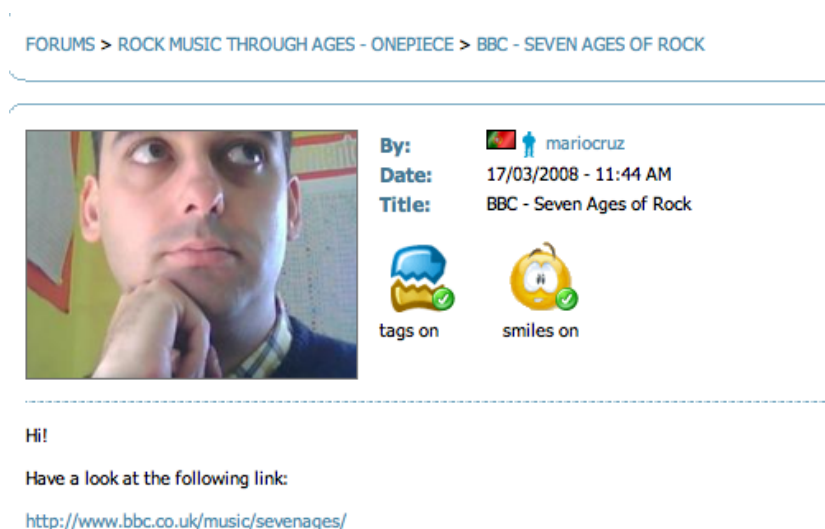 FORUMS > ROCK MUSIC THROUGH AGES - ONEPIECE > BBC - SEVEN AGES OF ROCK
By: mariocruz
Date: 17/03/2008 - 11:44 AM
Title: BBC - Seven Ages of Rock
tags on smiles on
Hi!
Have a look at the following link:
http://www.bbc.co.uk/music/sevenages/